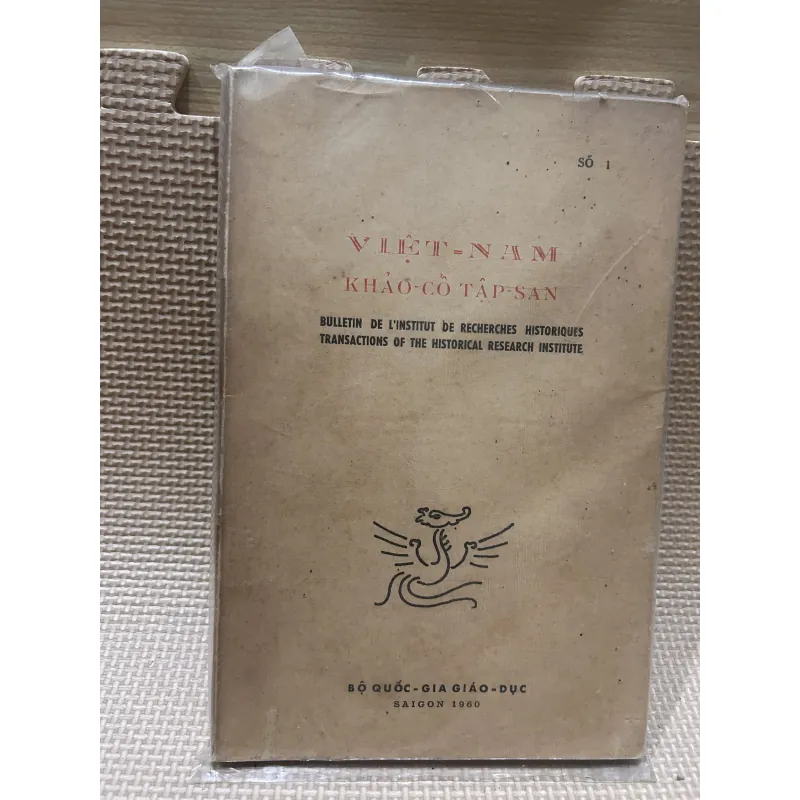 SỐ 1
VIỆT-NAM
KHẢO-CỔ TẬP-SAN
BULLETIN DE L'INSTITUT DE RECHERCHES HISTORIQUES
TRANSACTIONS OF THE HISTORICAL RESEARCH INSTITUTE
BỘ QUỐC-GIA GIÁO-DỤC
SAIGON 1960